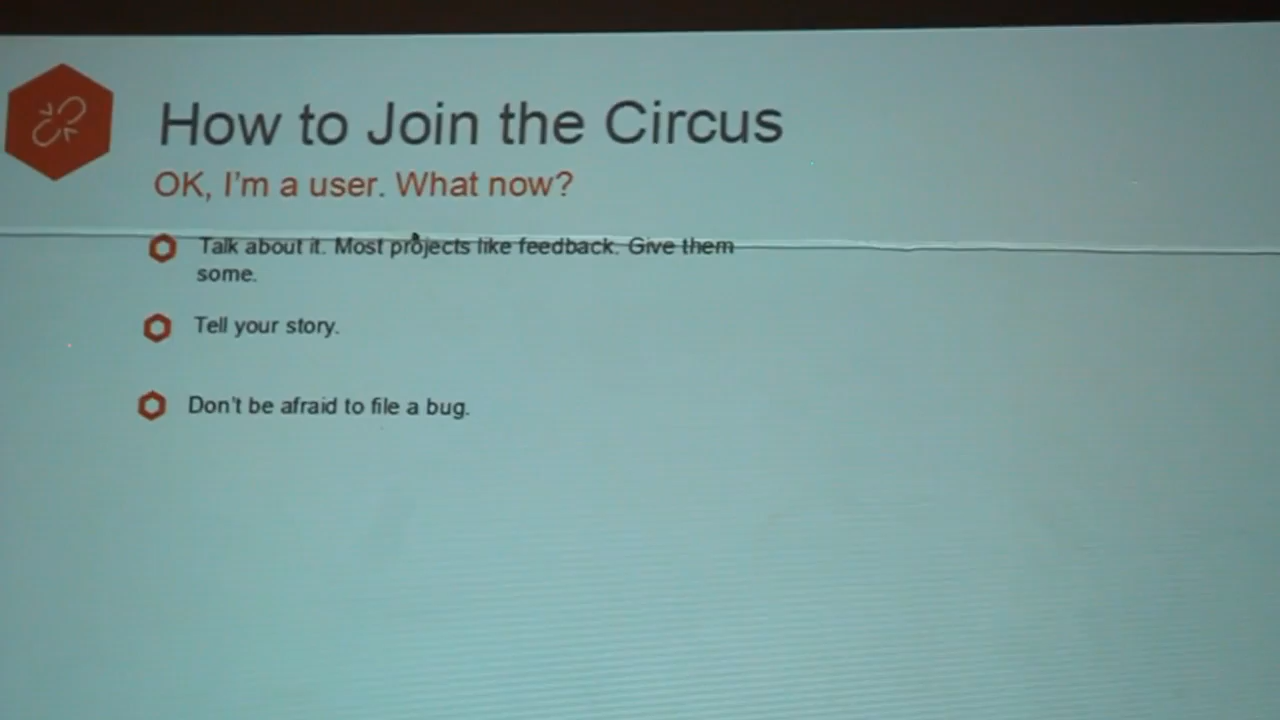 How to Join the Circus
OK, I'm a user. What now?
Talk about it. Most projects like feedback. Give them
some.
Tell your story.
Don't be afraid to file a bug.